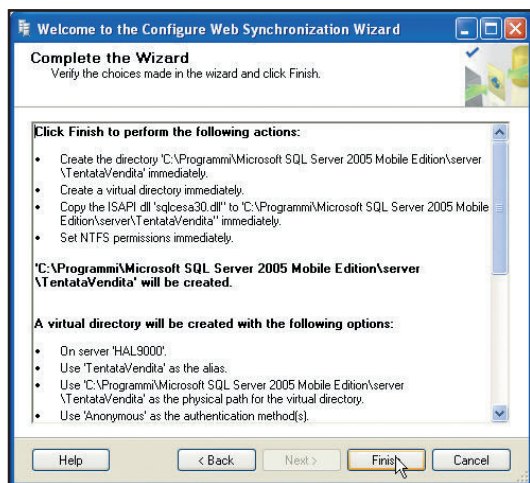 Welcome to the Configure Web Synchronization Wizard
Complete the Wizard
Verify the choices made in the wizard and click Finish.
Click Finish to perform the following actions:
• Create the directory 'C:\Programmi\Microsoft SQL Server 2005 Mobile Edition\server
\TentataVendita' immediately.
• Create a virtual directory immediately.
• Copy the ISAPI dll 'sqlcesa30.dll'' to 'C:\Programmi\Microsoft SQL Server 2005 Mobile
Edition\server\TentataVendita'' immediately.
• Set NTFS permissions immediately.
'C:\Programmi\Microsoft SQL Server 2005 Mobile Edition\server
\TentataVendita' will be created.
A virtual directory will be created with the following options:
• On server 'HAL9000'.
• Use 'TentataVendita' as the alias.
• Use 'C:\Programmi\Microsoft SQL Server 2005 Mobile Edition\server
\TentataVendita' as the physical path for the virtual directory.
• Use 'Anonymous' as the authentication method(s).
Help < Back Next > Finish Cancel